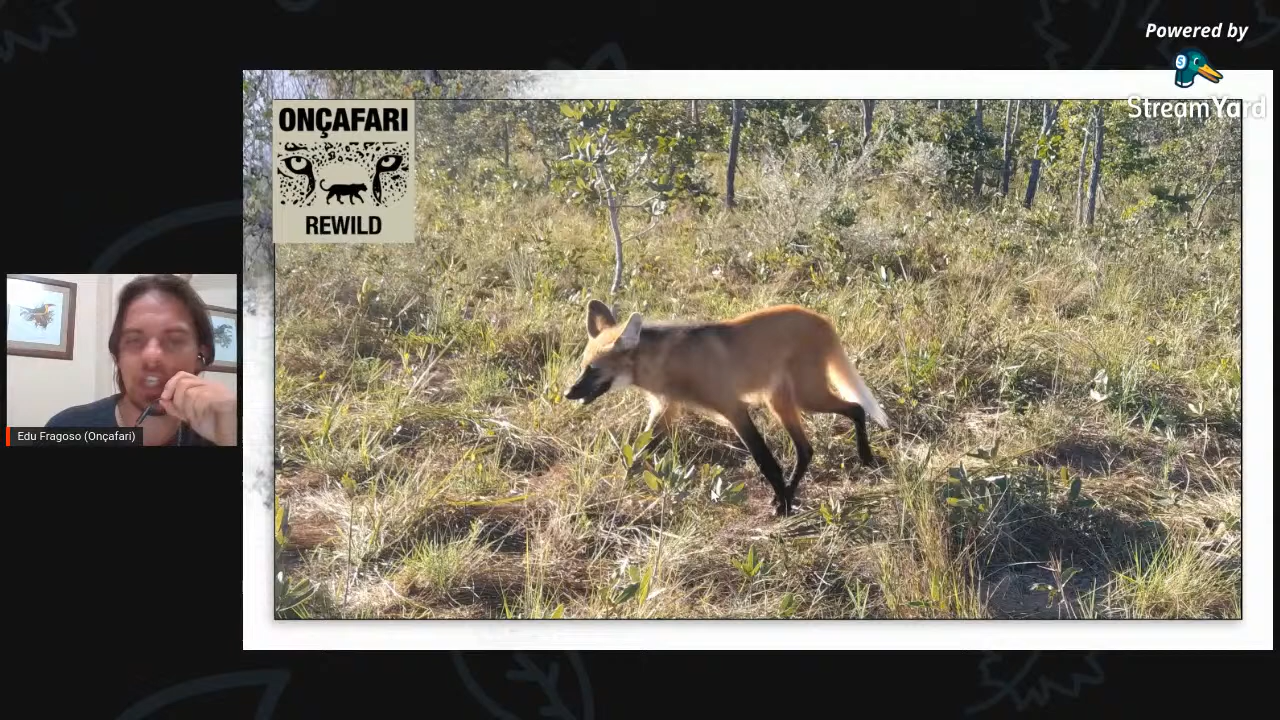 Powered by
StreamYard
ONÇAFARI
REWILD
Edu Fragoso (Onçafari)